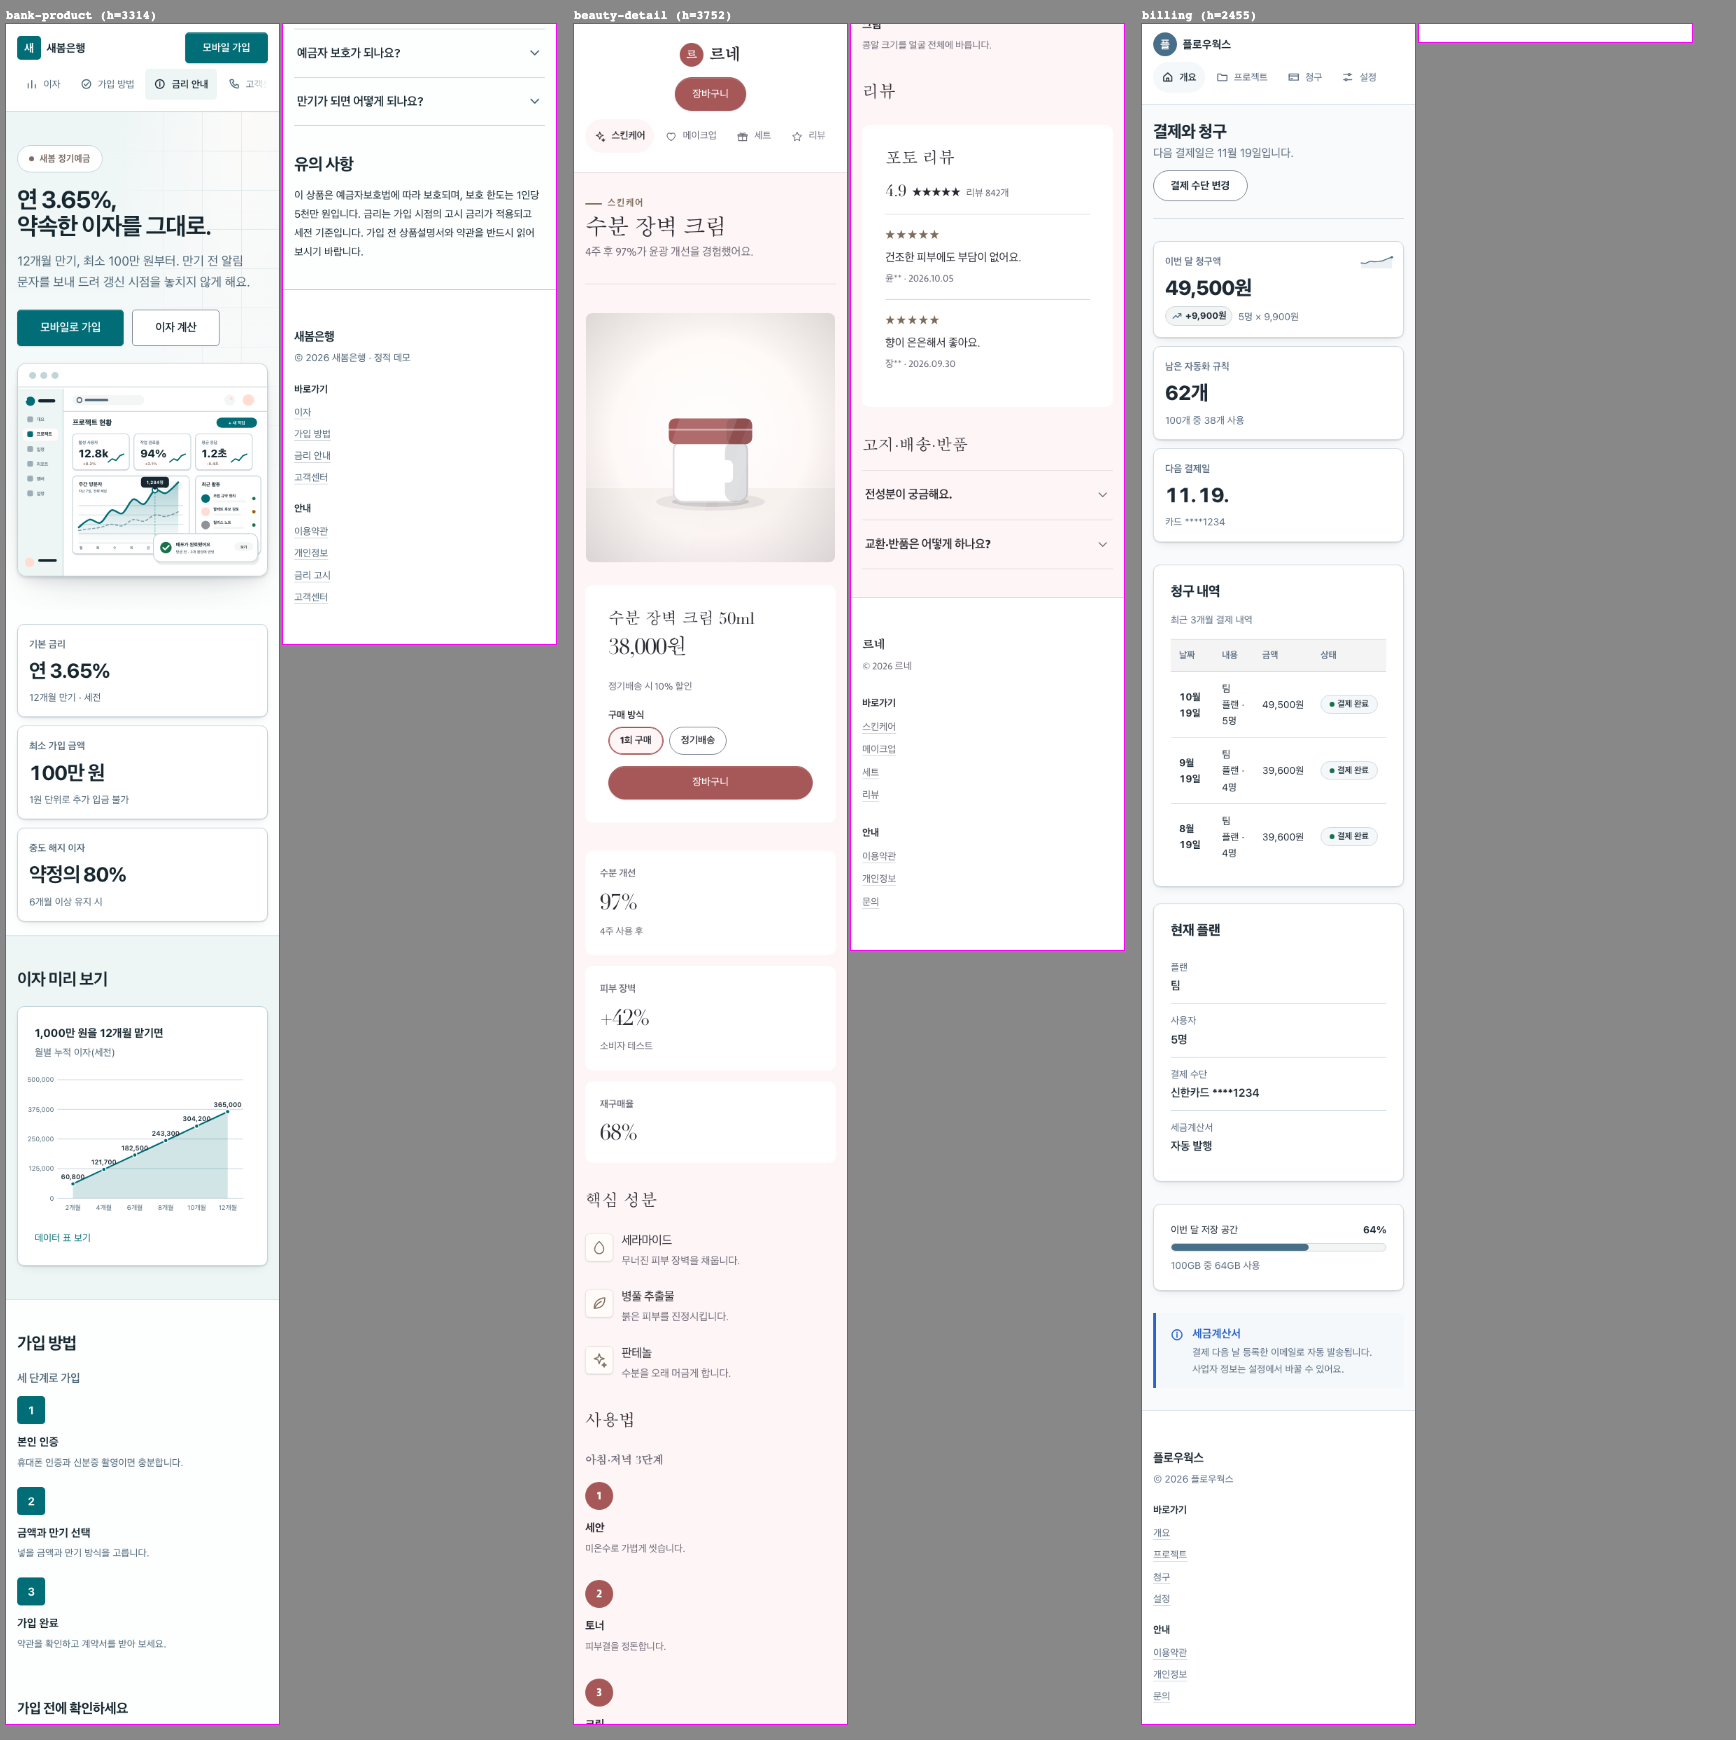 bank-product (h=3314)
새 새봄은행
모바일 가입
이자 가입 방법 금리 안내 고객
새봄 정기예금
연 3.65%,
약속한 이자를 그대로.
12개월 만기, 최소 100만 원부터. 만기 전 알림
문자를 보내 드려 갱신 시점을 놓치지 않게 해요.
모바일로 가입
이자 계산
프로젝트 현황
12.8k
94%
1.2초
기본 금리
연 3.65%
12개월 만기 · 세전
최소 가입 금액
100만 원
1원 단위로 추가 입금 불가
중도 해지 이자
약정의 80%
6개월 이상 유지 시
이자 미리 보기
1,000만 원을 12개월 맡기면
월별 누적 이자(세전)
500,000
375,000
250,000
125,000
0
60,800
121,700
182,500
243,300
304,200
365,000
2개월 4개월 6개월 8개월 10개월 12개월
데이터 표 보기
가입 방법
세 단계로 가입
1
본인 인증
휴대폰 인증과 신분증 촬영이면 충분합니다.
2
금액과 만기 선택
넣을 금액과 만기 방식을 고릅니다.
3
가입 완료
약관을 확인하고 계약서를 받아 보세요.
가입 전에 확인하세요
예금자 보호가 되나요?
만기가 되면 어떻게 되나요?
유의 사항
이 상품은 예금자보호법에 따라 보호되며, 보호 한도는 1인당
5천만 원입니다. 금리는 가입 시점의 고시 금리가 적용되고
세전 기준입니다. 가입 전 상품설명서와 약관을 반드시 읽어
보시기 바랍니다.
새봄은행
© 2026 새봄은행 · 정적 데모
바로가기
이자
가입 방법
금리 안내
고객센터
안내
이용약관
개인정보
금리 고시
고객센터
beauty-detail (h=3752)
르 르네
장바구니
스킨케어 메이크업 세트 리뷰
스킨케어
수분 장벽 크림
4주 후 97%가 윤광 개선을 경험했어요.
수분 장벽 크림 50ml
38,000원
정기배송 시 10% 할인
구매 방식
1회 구매 정기배송
장바구니
수분 개선
97%
4주 사용 후
피부 장벽
+42%
소비자 테스트
재구매율
68%
핵심 성분
세라마이드
무너진 피부 장벽을 채웁니다.
병풀 추출물
붉은 피부를 진정시킵니다.
판테놀
수분을 오래 머금게 합니다.
사용법
아침·저녁 3단계
1
세안
미온수로 가볍게 씻습니다.
2
토너
피부결을 정돈합니다.
3
크림
콩알 크기를 얼굴 전체에 바릅니다.
리뷰
포토 리뷰
4.9 ★★★★★ 리뷰 842개
★★★★★
건조한 피부에도 부담이 없어요.
윤** · 2026.10.05
★★★★★
향이 은은해서 좋아요.
장** · 2026.09.30
고지·배송·반품
전성분이 궁금해요.
교환·반품은 어떻게 하나요?
르네
© 2026 르네
바로가기
스킨케어
메이크업
세트
리뷰
안내
이용약관
개인정보
문의
billing (h=2455)
플 플로우웍스
개요 프로젝트 청구 설정
결제와 청구
다음 결제일은 11월 19일입니다.
결제 수단 변경
이번 달 청구액
49,500원
+9,900원 5명 × 9,900원
남은 자동화 규칙
62개
100개 중 38개 사용
다음 결제일
11. 19.
카드 ****1234
청구 내역
최근 3개월 결제 내역
날짜 내용 금액 상태
10월 19일 팀 플랜 · 5명 49,500원 결제 완료
9월 19일 팀 플랜 · 4명 39,600원 결제 완료
8월 19일 팀 플랜 · 4명 39,600원 결제 완료
현재 플랜
플랜
팀
사용자
5명
결제 수단
신한카드 ****1234
세금계산서
자동 발행
이번 달 저장 공간 64%
100GB 중 64GB 사용
세금계산서
결제 다음 날 등록한 이메일로 자동 발송됩니다.
사업자 정보는 설정에서 바꿀 수 있어요.
플로우웍스
© 2026 플로우웍스
바로가기
개요
프로젝트
청구
설정
안내
이용약관
개인정보
문의